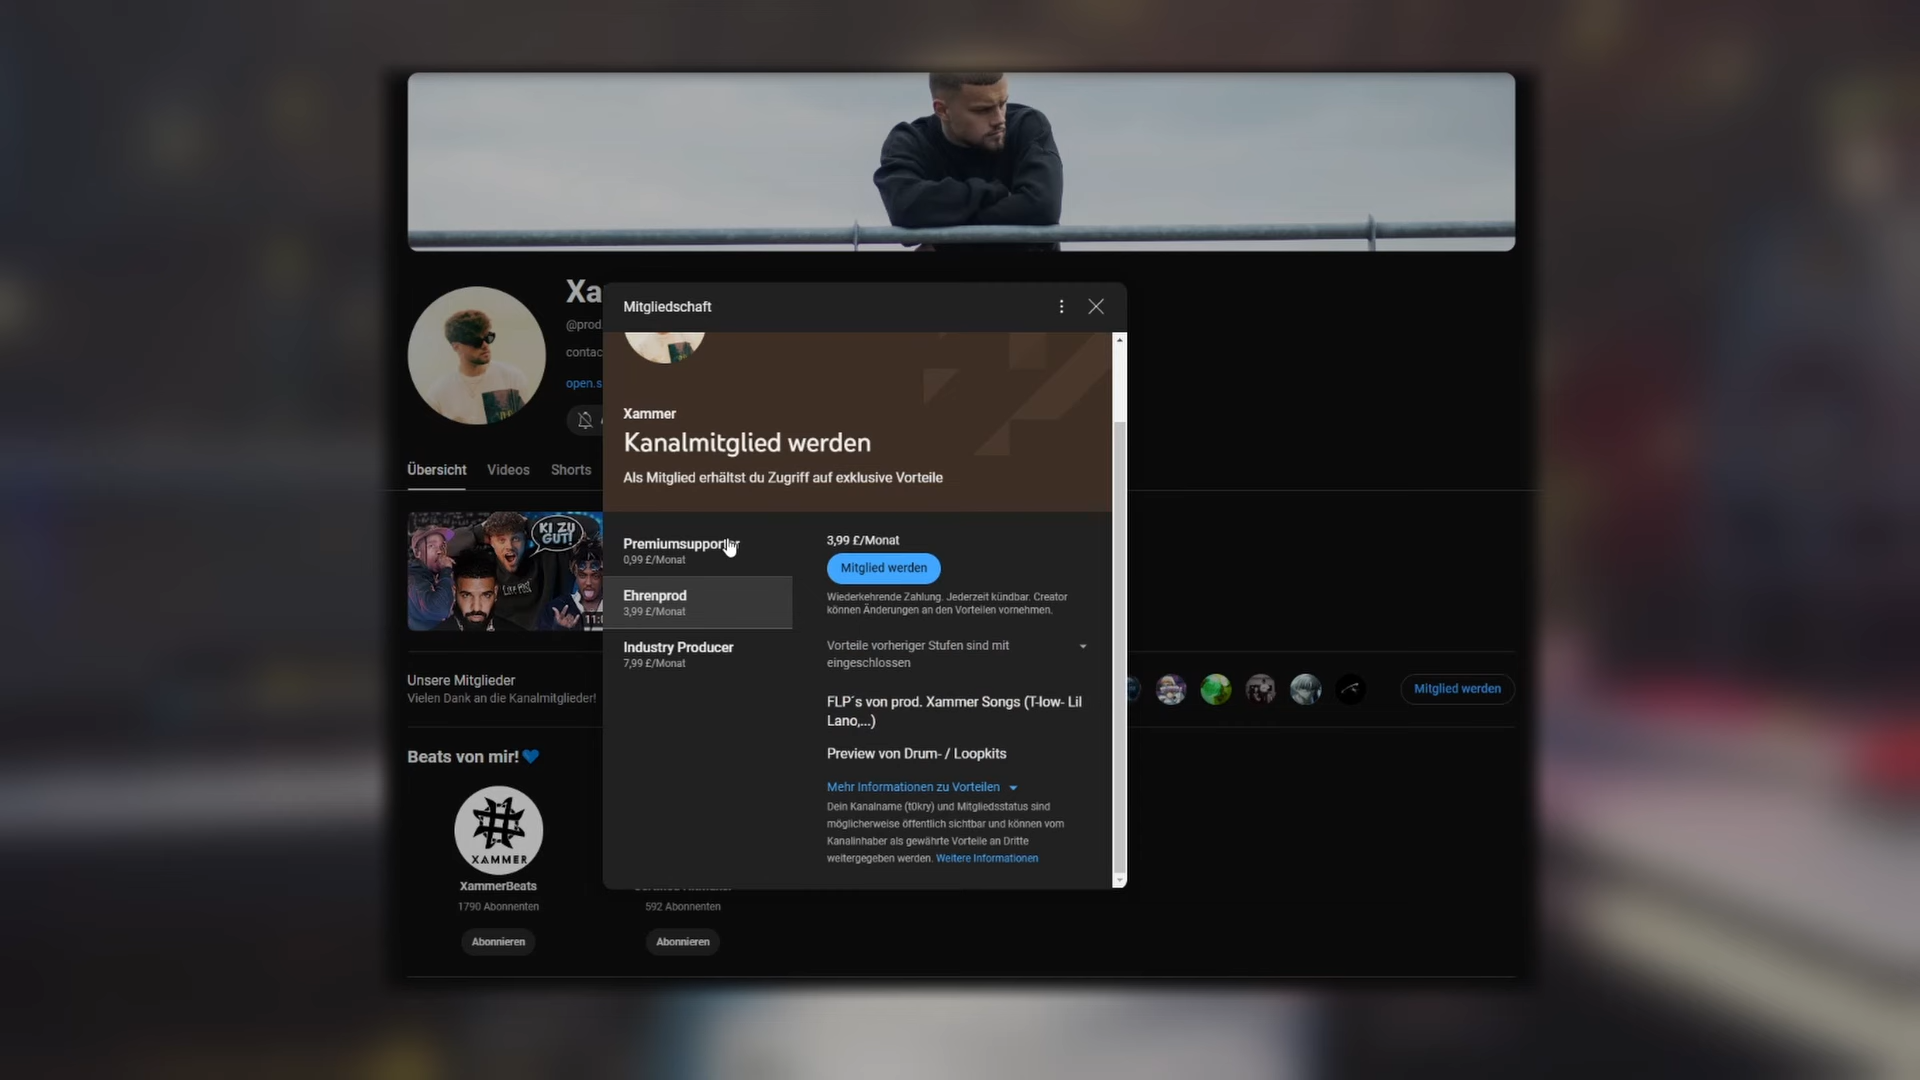 Xa
@prod.
contac
open.s
Übersicht
Videos
Shorts
KI ZU
GUT!
Mitgliedschaft
Xammer
Kanalmitglied werden
Als Mitglied erhältst du Zugriff auf exklusive Vorteile
Premiumsupporter
0,99 £/Monat
Ehrenprod
3,99 £/Monat
Industry Producer
7,99 £/Monat
3,99 £/Monat
Mitglied werden
Wiederkehrende Zahlung. Jederzeit kündbar. Creator
können Änderungen an den Vorteilen vornehmen.
Vorteile vorheriger Stufen sind mit
eingeschlossen
FLP´s von prod. Xammer Songs (T-low- Lil
Lano,...)
Preview von Drum- / Loopkits
Mehr Informationen zu Vorteilen
Dein Kanalname (t0kry) und Mitgliedsstatus sind
möglicherweise öffentlich sichtbar und können vom
Kanalinhaber als gewährte Vorteile an Dritte
weitergegeben werden. Weitere Informationen
Unsere Mitglieder
Vielen Dank an die Kanalmitglieder!
Mitglied werden
Beats von mir!
XAMMER
XammerBeats
1790 Abonnenten
Abonnieren
592 Abonnenten
Abonnieren